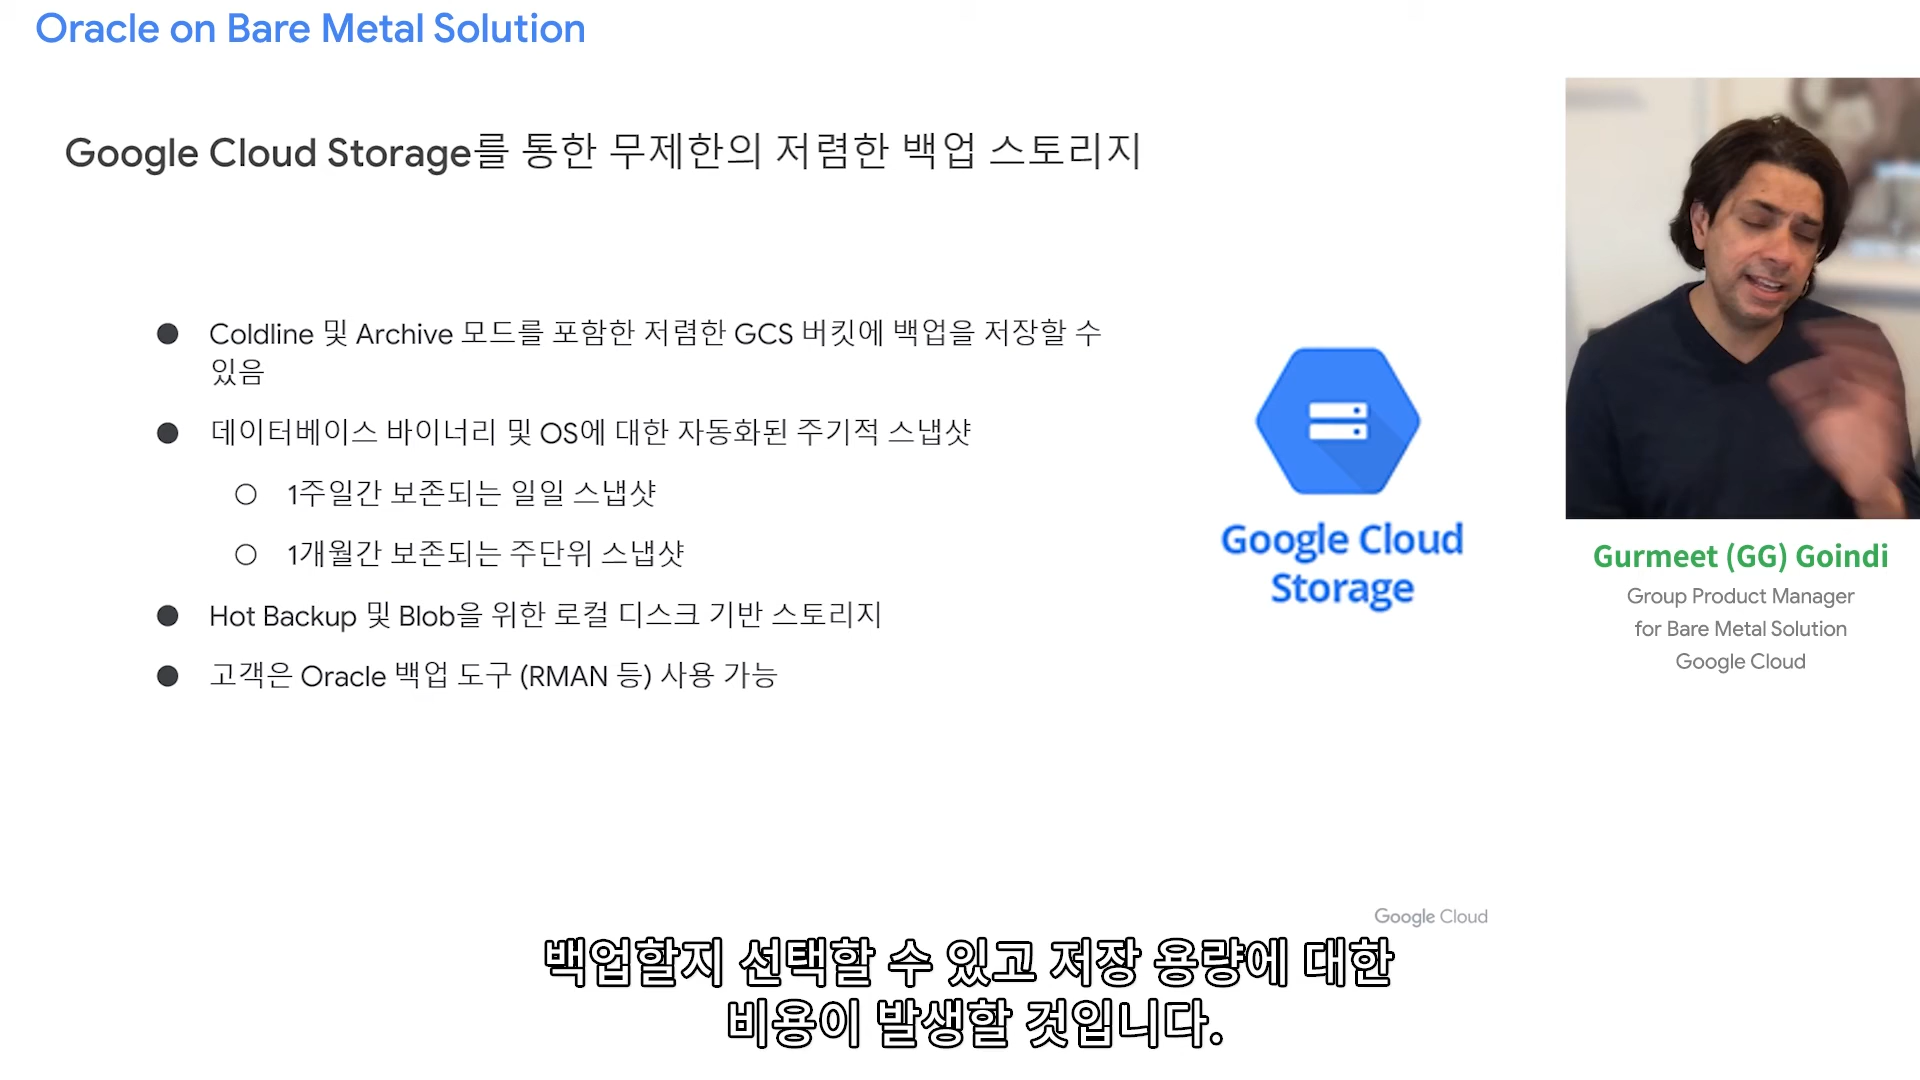 Oracle on Bare Metal Solution
Google Cloud Storage를 통한 무제한의 저렴한 백업 스토리지
● Coldline 및 Archive 모드를 포함한 저렴한 GCS 버킷에 백업을 저장할 수
있음
● 데이터베이스 바이너리 및 OS에 대한 자동화된 주기적 스냅샷
○ 1주일간 보존되는 일일 스냅샷
○ 1개월간 보존되는 주단위 스냅샷
● Hot Backup 및 Blob을 위한 로컬 디스크 기반 스토리지
● 고객은 Oracle 백업 도구 (RMAN 등) 사용 가능
Google Cloud
Storage
Gurmeet (GG) Goindi
Group Product Manager
for Bare Metal Solution
Google Cloud
Google Cloud
백업할지 선택할 수 있고 저장 용량에 대한
비용이 발생할 것입니다.